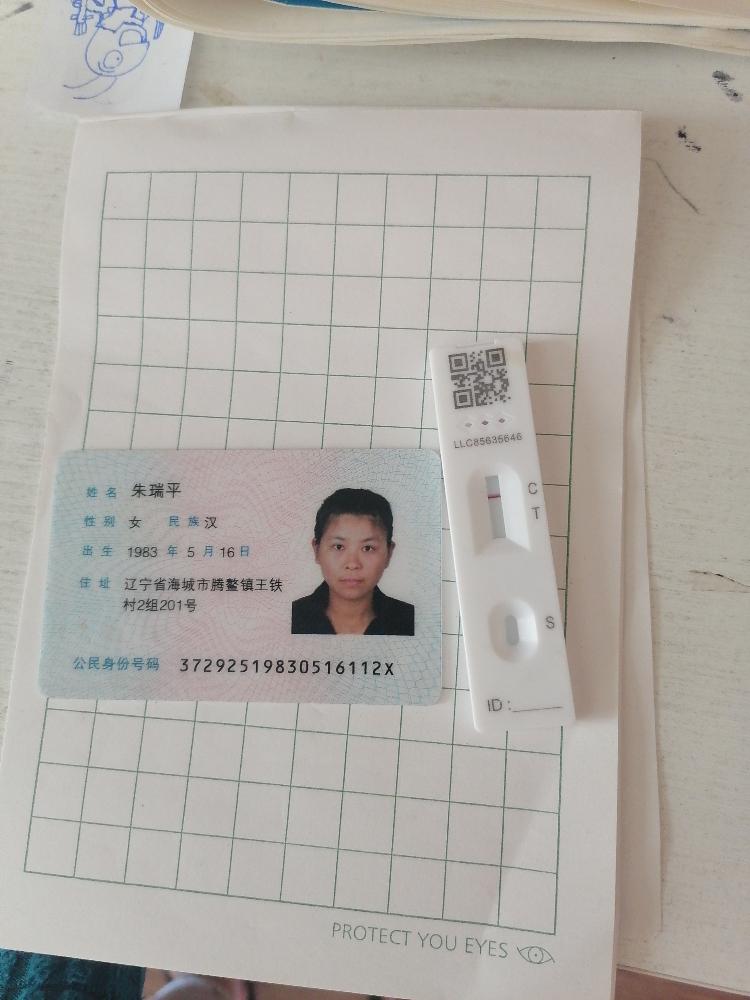 姓名 朱瑞平
性别 女 民族 汉
出生 1983 年 5 月 16 日
住址 辽宁省海城市腾鳌镇王铁
村2组201号
公民身份号码 37292519830516112X
LLC85635646
C
T
S
ID:
PROTECT YOU EYES